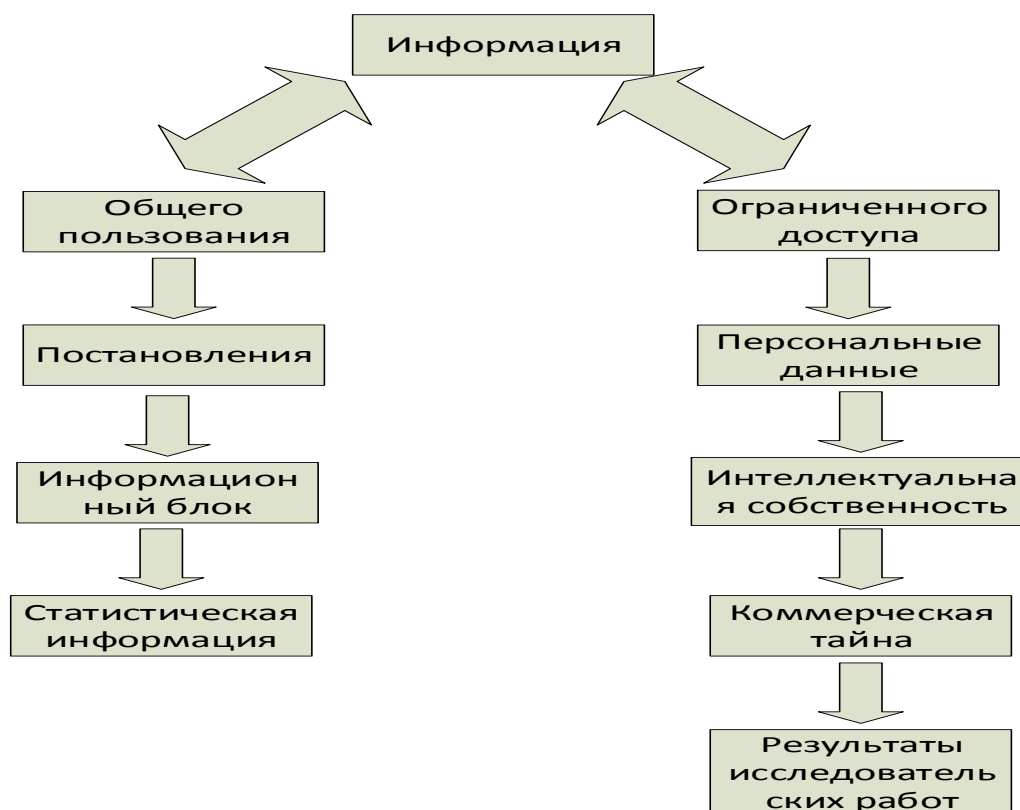 Информация
Общего
пользования
Постановления
Информацион
ный блок
Статистическая
информация
Ограниченного
доступа
Персональные
данные
Интеллектуальна
я собственность
Коммерческая
тайна
Результаты
исследователь
ских работ